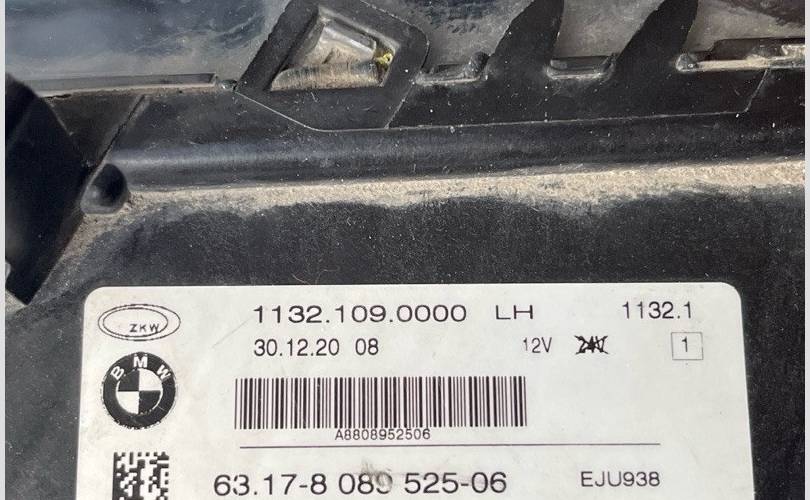 1132.109.0000 LH 1132.1
ZKW
30.12.20 08 12V 24V 1
BMW
A8808952506
63.17-8 089 525-06 EJU938